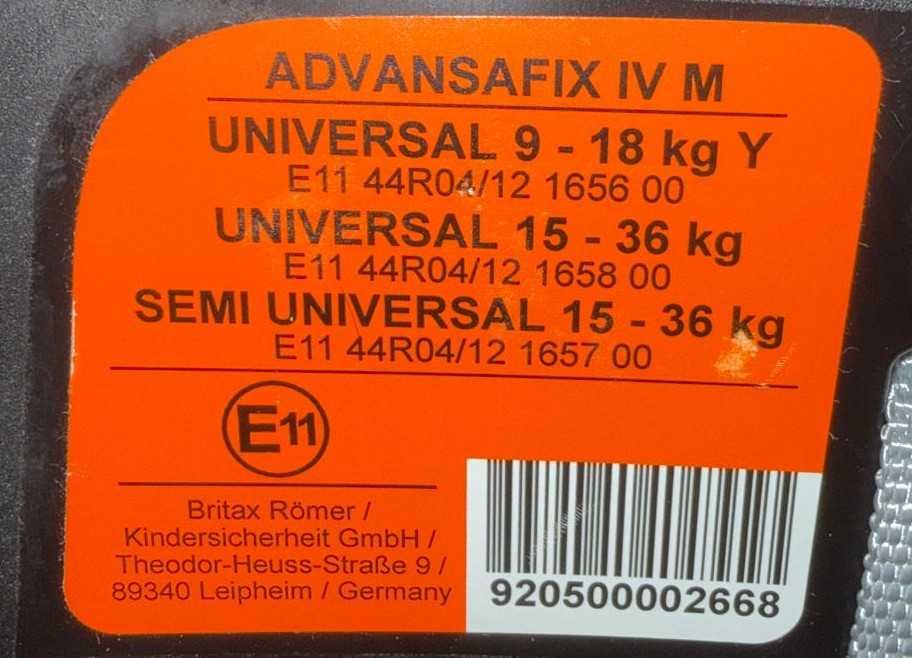 ADVANSAFIX IV M
UNIVERSAL 9 - 18 kg Y
E11 44R04/12 1656 00
UNIVERSAL 15 - 36 kg
E11 44R04/12 1658 00
SEMI UNIVERSAL 15 - 36 kg
E11 44R04/12 1657 00
E11
Britax Römer /
Kindersicherheit GmbH /
Theodor-Heuss-Straße 9 /
89340 Leipheim / Germany
920500002668